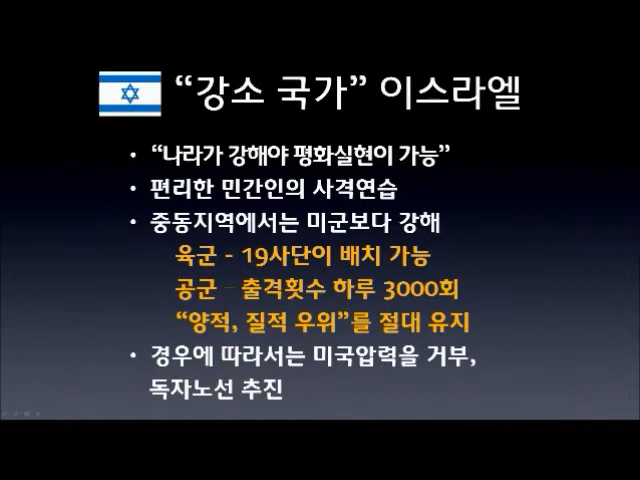 “강소 국가” 이스라엘
• “나라가 강해야 평화실현이 가능”
• 편리한 민간인의 사격연습
• 중동지역에서는 미군보다 강해
육군 - 19사단이 배치 가능
공군 - 출격횟수 하루 3000회
“양적, 질적 우위”를 절대 유지
• 경우에 따라서는 미국압력을 거부,
독자노선 추진